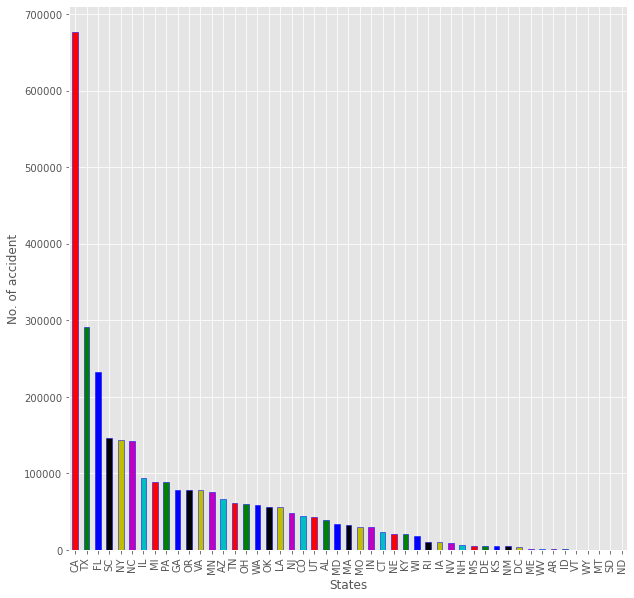 700000
600000
500000
400000
300000
200000
100000
0
No. of accident
CA TX FL SC NY NC IL MI PA GA OR VA MN AZ TN OH WA OK LA NJ CO UT AL MD MA MO IN CT NE KY WI RI IA NV NH MS DE KS NM DC ME WV AR ID VT WY MT SD ND
States